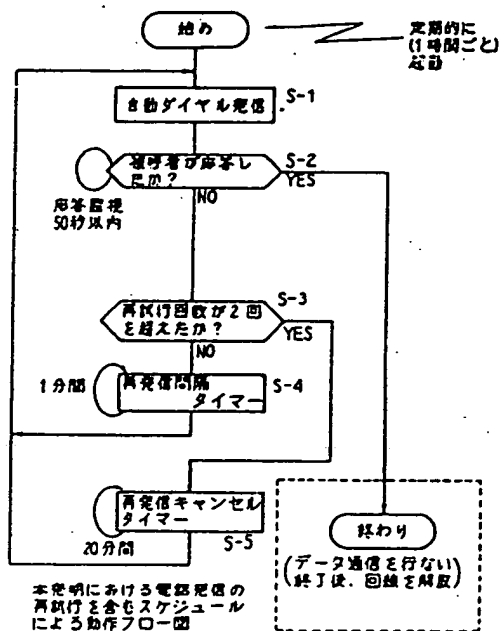 始め
定期的に
(1時間ごと)
起動
自動ダイヤル発信
S-1
被呼者が応答し
たか?
S-2
YES
NO
応答監視
50秒以内
再試行回数が2回
を超えたか?
S-3
YES
NO
1分間
再発信間隔
タイマー
S-4
再発信キャンセル
タイマー
S-5
20分間
終わり
(データ通信を行ない
終了後、回線を解放)
本発明における電話発信の
再試行を含むスケジュール
による動作フロー図